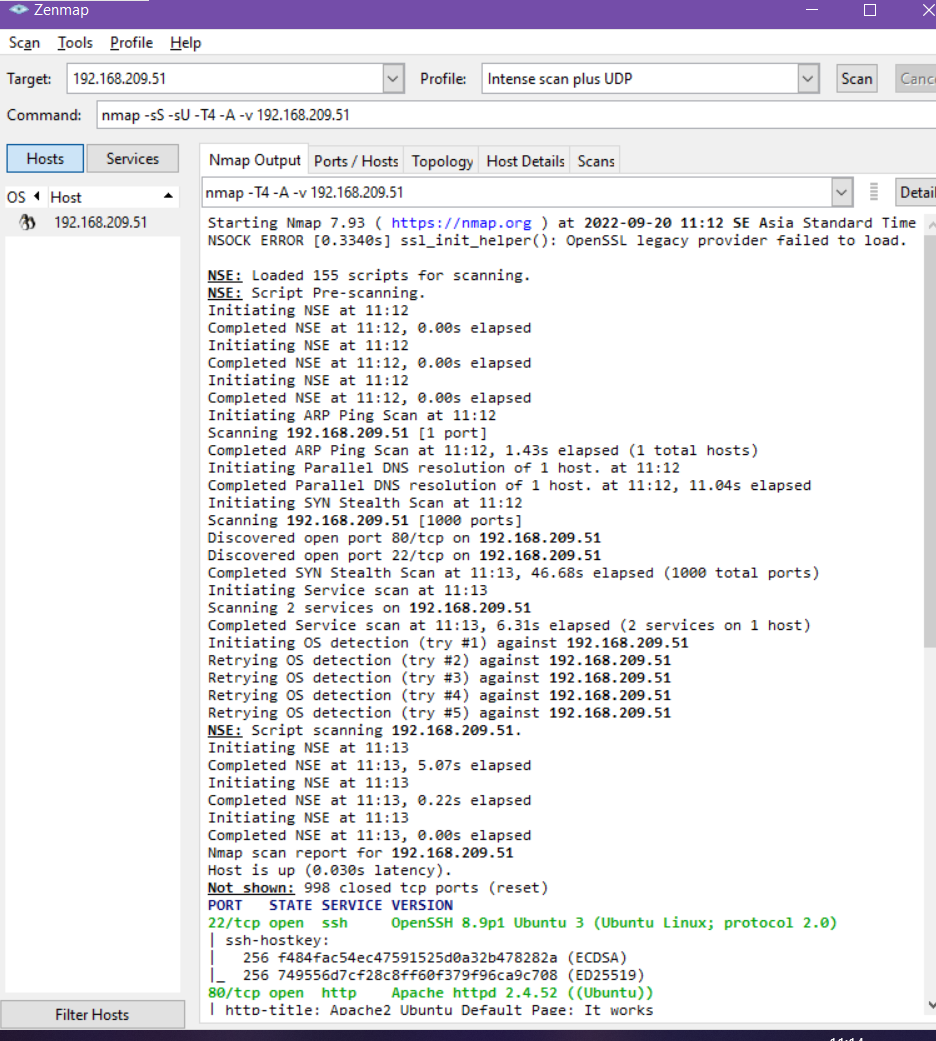 Zenmap
Scan Tools Profile Help
Target: 192.168.209.51 Profile: Intense scan plus UDP Scan Canc
Command: nmap -sS -sU -T4 -A -v 192.168.209.51
Hosts Services Nmap Output Ports / Hosts Topology Host Details Scans
OS Host nmap -T4 -A -v 192.168.209.51 Detail
192.168.209.51
Starting Nmap 7.93 ( https://nmap.org ) at 2022-09-20 11:12 SE Asia Standard Time
NSOCK ERROR [0.3340s] ssl_init_helper(): OpenSSL legacy provider failed to load.
NSE: Loaded 155 scripts for scanning.
NSE: Script Pre-scanning.
Initiating NSE at 11:12
Completed NSE at 11:12, 0.00s elapsed
Initiating NSE at 11:12
Completed NSE at 11:12, 0.00s elapsed
Initiating NSE at 11:12
Completed NSE at 11:12, 0.00s elapsed
Initiating ARP Ping Scan at 11:12
Scanning 192.168.209.51 [1 port]
Completed ARP Ping Scan at 11:12, 1.43s elapsed (1 total hosts)
Initiating Parallel DNS resolution of 1 host. at 11:12
Completed Parallel DNS resolution of 1 host. at 11:12, 11.04s elapsed
Initiating SYN Stealth Scan at 11:12
Scanning 192.168.209.51 [1000 ports]
Discovered open port 80/tcp on 192.168.209.51
Discovered open port 22/tcp on 192.168.209.51
Completed SYN Stealth Scan at 11:13, 46.68s elapsed (1000 total ports)
Initiating Service scan at 11:13
Scanning 2 services on 192.168.209.51
Completed Service scan at 11:13, 6.31s elapsed (2 services on 1 host)
Initiating OS detection (try #1) against 192.168.209.51
Retrying OS detection (try #2) against 192.168.209.51
Retrying OS detection (try #3) against 192.168.209.51
Retrying OS detection (try #4) against 192.168.209.51
Retrying OS detection (try #5) against 192.168.209.51
NSE: Script scanning 192.168.209.51.
Initiating NSE at 11:13
Completed NSE at 11:13, 5.07s elapsed
Initiating NSE at 11:13
Completed NSE at 11:13, 0.22s elapsed
Initiating NSE at 11:13
Completed NSE at 11:13, 0.00s elapsed
Nmap scan report for 192.168.209.51
Host is up (0.030s latency).
Not shown: 998 closed tcp ports (reset)
PORT STATE SERVICE VERSION
22/tcp open ssh OpenSSH 8.9p1 Ubuntu 3 (Ubuntu Linux; protocol 2.0)
| ssh-hostkey:
| 256 f484fac54ec47591525d0a32b478282a (ECDSA)
|_ 256 749556d7cf28c8ff60f379f96ca9c708 (ED25519)
80/tcp open http Apache httpd 2.4.52 ((Ubuntu))
| http-title: Apache2 Ubuntu Default Page: It works
Filter Hosts